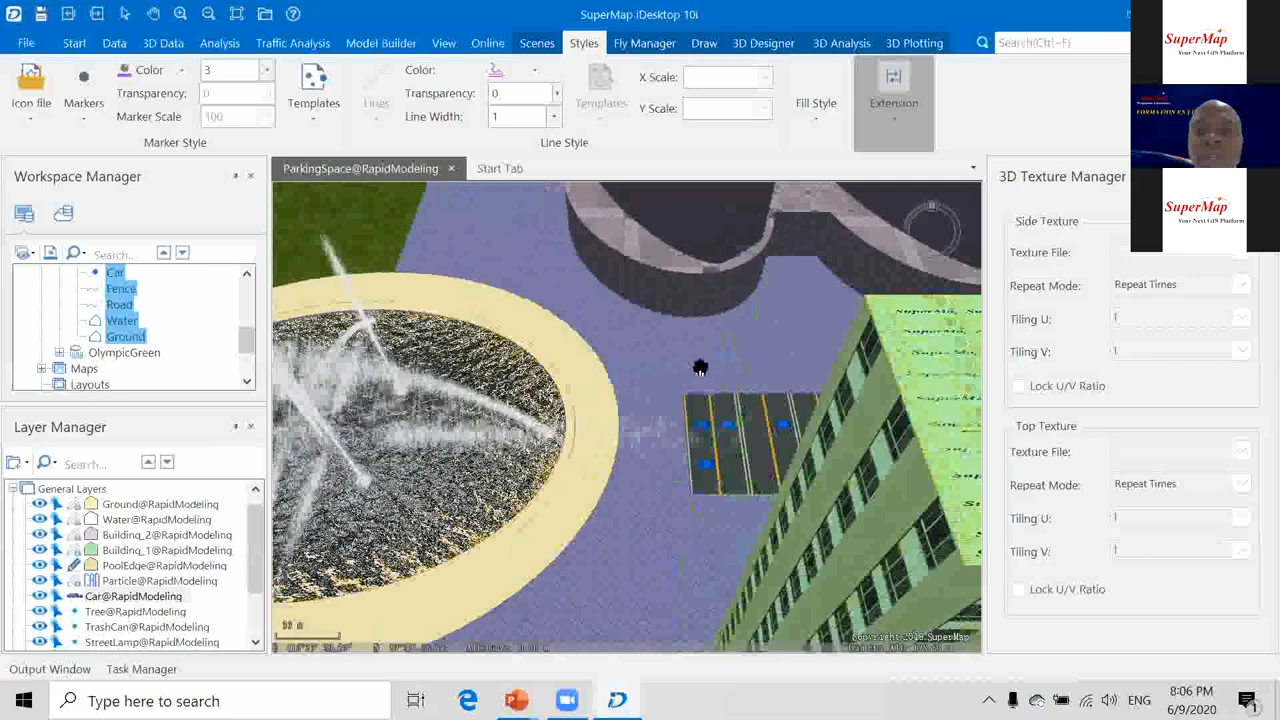 SuperMap iDesktop 10i
File Start Data 3D Data Analysis Traffic Analysis Model Builder View Online Scenes Styles Fly Manager Draw 3D Designer 3D Analysis 3D Plotting Search(Ctrl+F)
Icon file
Markers
Color
3
Transparency:
0
Marker Scale
100
Marker Style
Templates
Lines
Color:
Transparency:
0
Line Width:
1
Templates
X Scale:
Y Scale:
Fill Style
Line Style
Extension
SuperMap
Your Next GIS Platform
SuperMap
Your Next GIS Platform
Workspace Manager
Search...
Car
Fence
Road
Water
Ground
OlympicGreen
Maps
Layouts
Layer Manager
Search...
General Layers
Ground@RapidModeling
Water@RapidModeling
Building_2@RapidModeling
Building_1@RapidModeling
PoolEdge@RapidModeling
Particle@RapidModeling
Car@RapidModeling
Tree@RapidModeling
TrashCan@RapidModeling
StreetLamp@RapidModeling
ParkingSpace@RapidModeling
Start Tab
3D Texture Manager
Side Texture
Texture File:
Repeat Mode: Repeat Times
Tiling U: 1
Tiling V: 1
Lock U/V Ratio
Top Texture
Texture File:
Repeat Mode: Repeat Times
Tiling U: 1
Tiling V: 1
Lock U/V Ratio
Output Window Task Manager
Type here to search
ENG
8:06 PM
6/9/2020